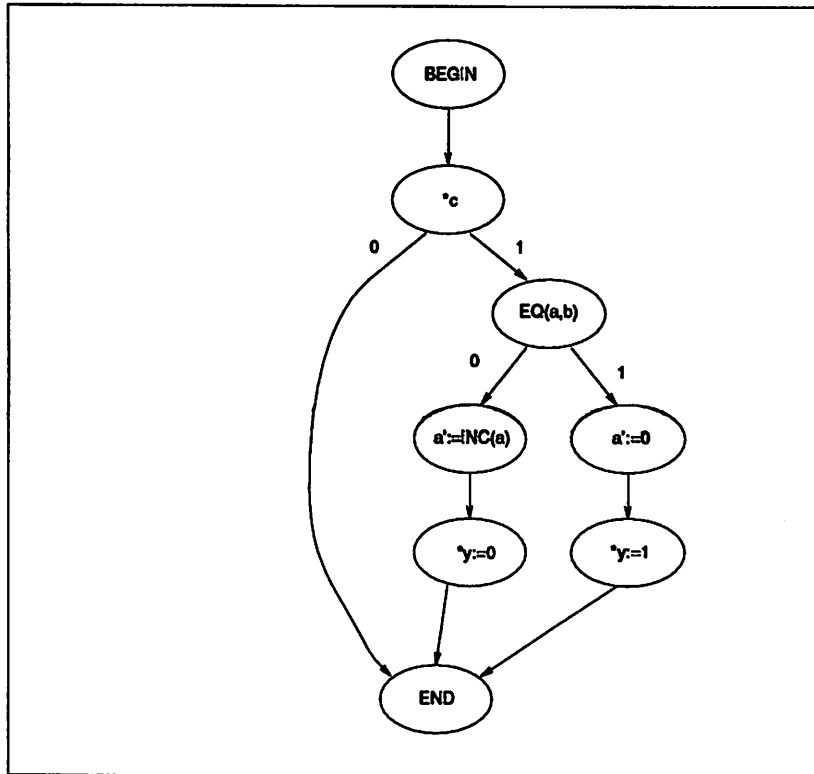 BEGIN
*c
0
1
EQ(a,b)
0
1
a':=INC(a)
a':=0
*y:=0
*y:=1
END